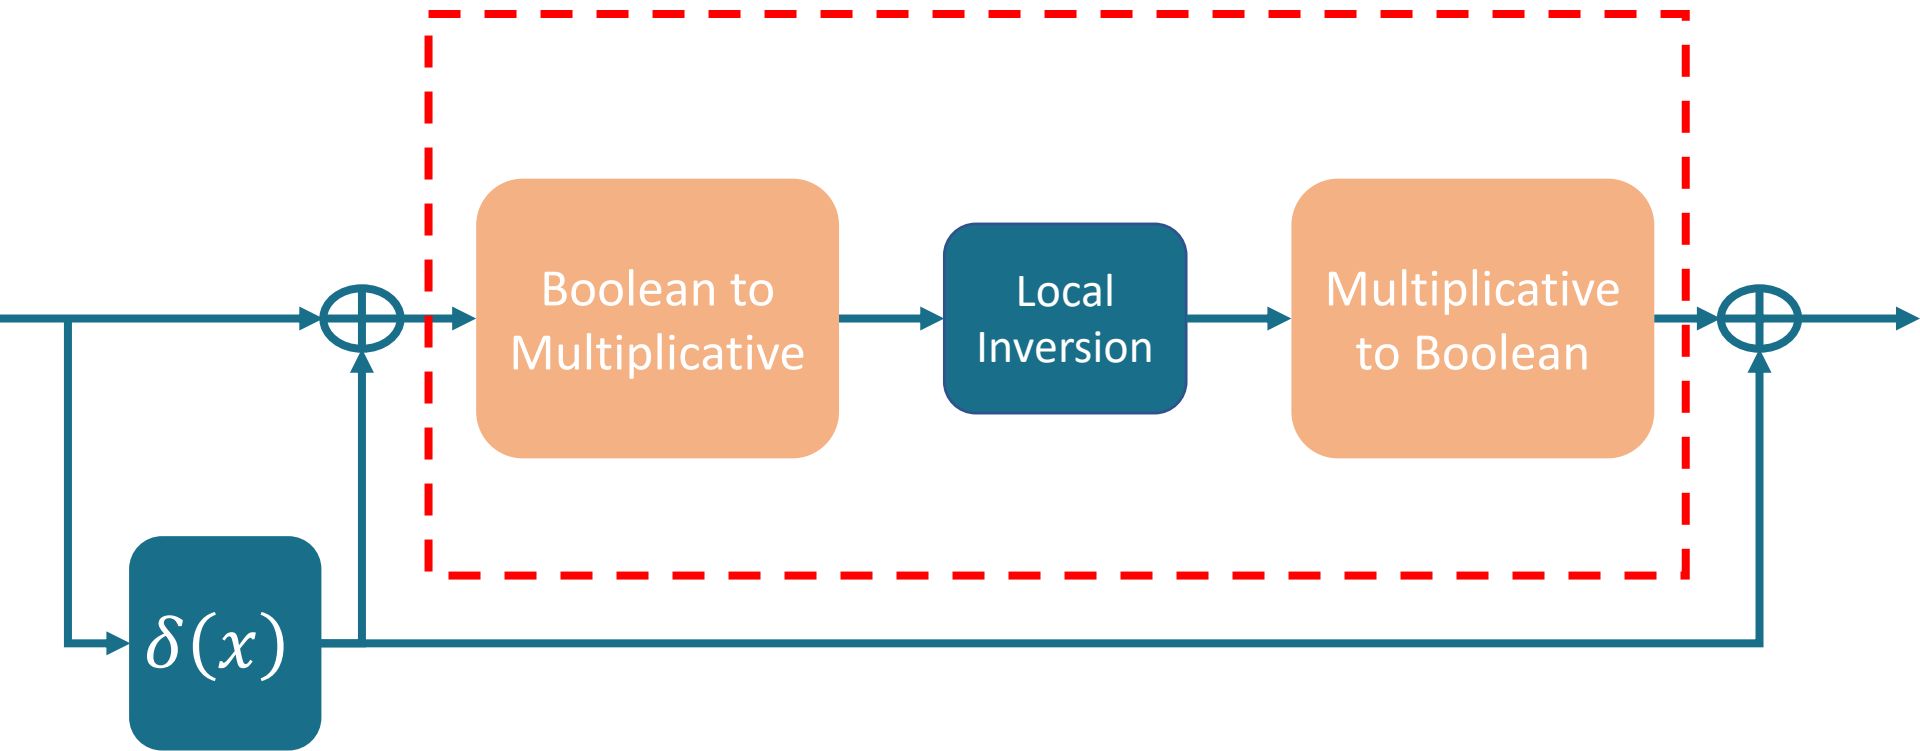 Boolean to
Multiplicative
Local
Inversion
Multiplicative
to Boolean
δ(x)